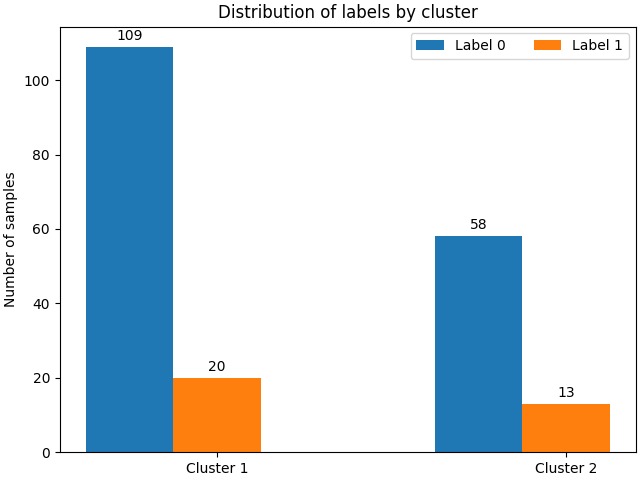 Distribution of labels by cluster
Label 0 Label 1
109
20
58
13
Number of samples
100
80
60
40
20
0
Cluster 1 Cluster 2